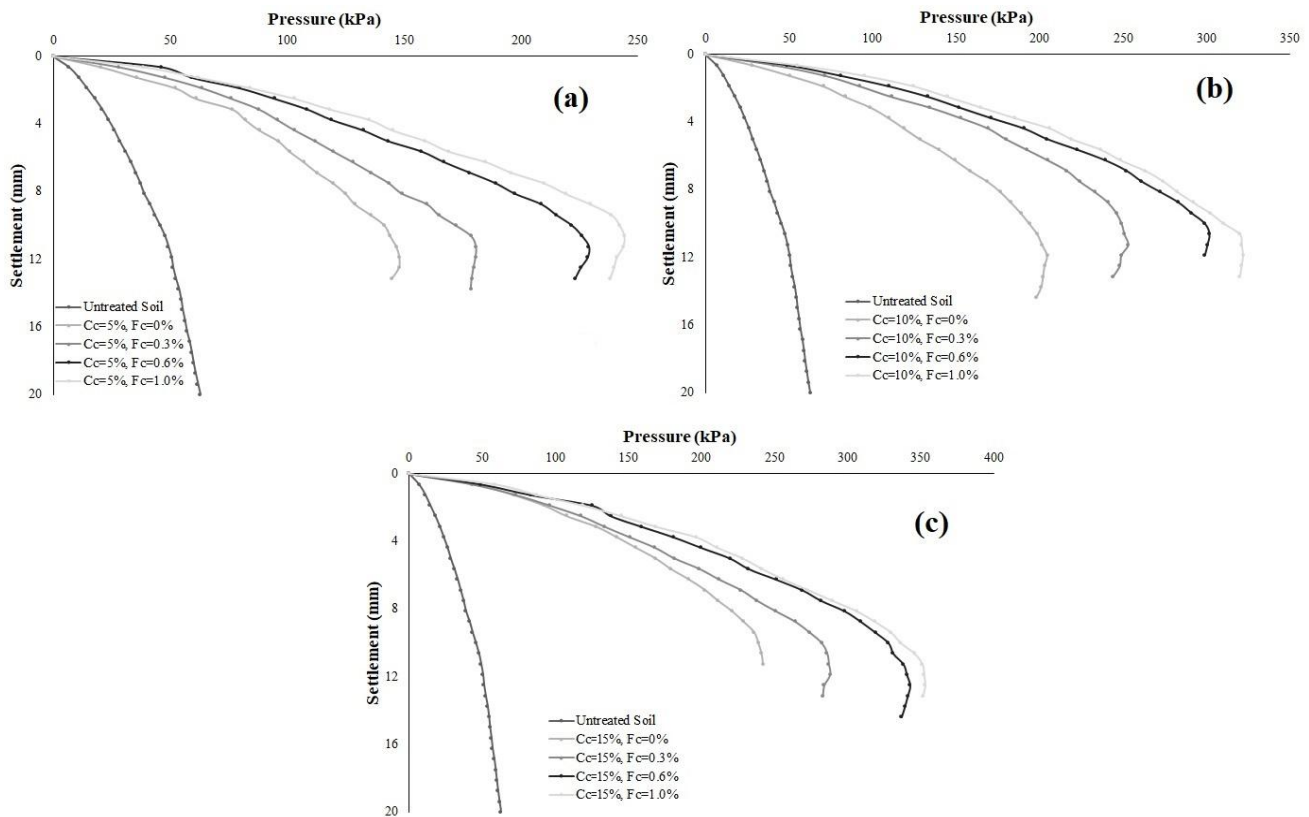 Pressure (kPa)
0 50 100 150 200 250
0
4
8
12
16
20
Settlement (mm)
(a)
Untreated Soil
Cc=5%, Fc=0%
Cc=5%, Fc=0.3%
Cc=5%, Fc=0.6%
Cc=5%, Fc=1.0%
Pressure (kPa)
0 50 100 150 200 250 300 350
0
4
8
12
16
20
Settlement (mm)
(b)
Untreated Soil
Cc=10%, Fc=0%
Cc=10%, Fc=0.3%
Cc=10%, Fc=0.6%
Cc=10%, Fc=1.0%
Pressure (kPa)
0 50 100 150 200 250 300 350 400
0
4
8
12
16
20
Settlement (mm)
(c)
Untreated Soil
Cc=15%, Fc=0%
Cc=15%, Fc=0.3%
Cc=15%, Fc=0.6%
Cc=15%, Fc=1.0%